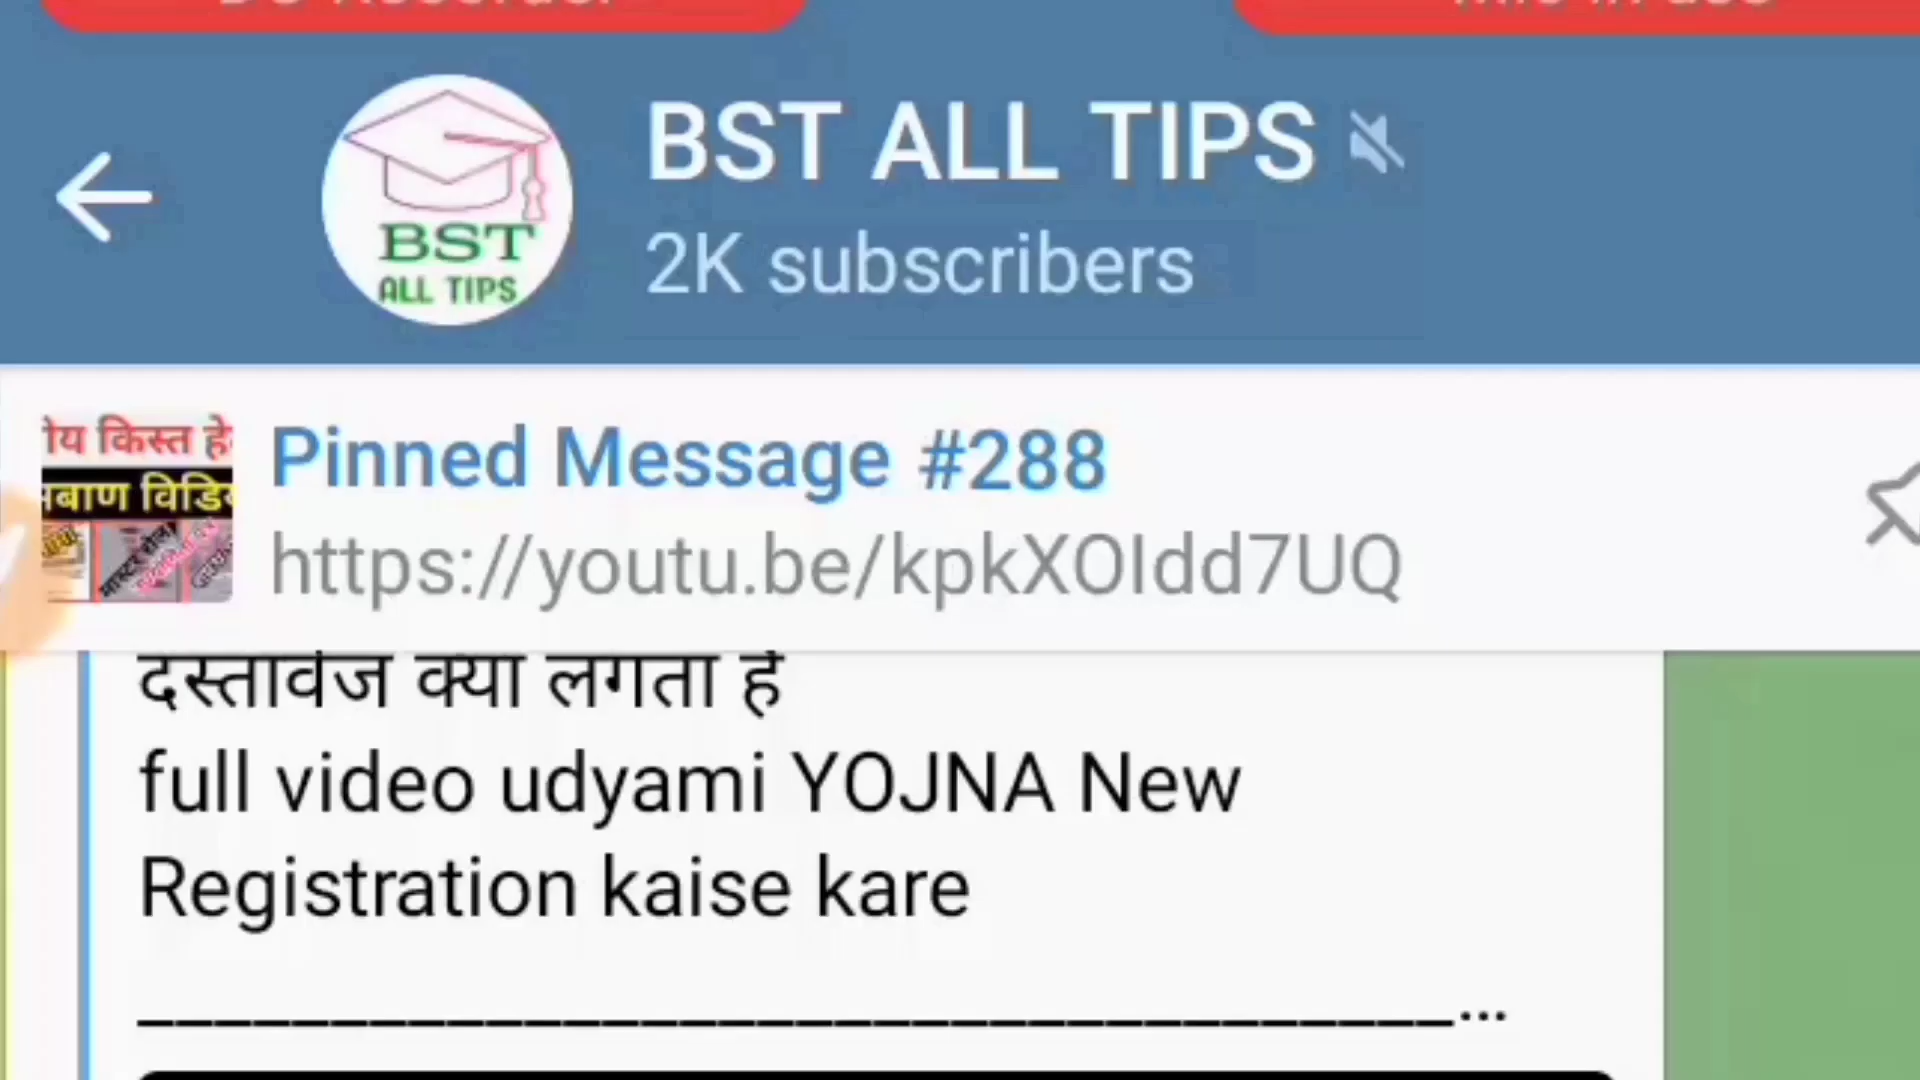 BST ALL TIPS
2K subscribers
BST
ALL TIPS
Pinned Message #288
https://youtu.be/kpkXOIdd7UQ
ोय किस्त हे
मबाण विडि
दस्तावेज क्या लगता है
full video udyami YOJNA New
Registration kaise kare